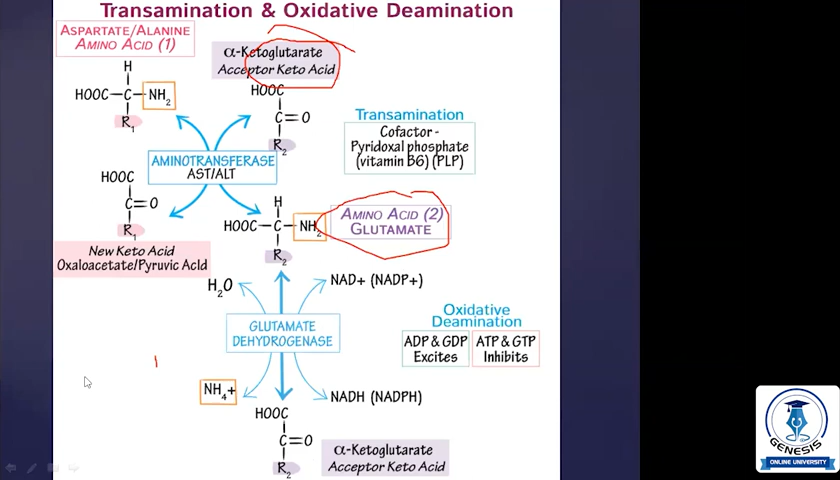 Transamination & Oxidative Deamination
ASPARTATE/ALANINE
AMINO ACID (1)
α-Ketoglutarate
Acceptor Keto Acid
H
HOOC—C—NH2
R1
HOOC
C=O
R2
Transamination
Cofactor -
Pyridoxal phosphate
(vitamin B6) (PLP)
AMINOTRANSFERASE
AST/ALT
HOOC
C=O
R1
New Keto Acid
Oxaloacetate/Pyruvic Acid
H
HOOC—C—NH2
R2
AMINO ACID (2)
GLUTAMATE
H2O
NAD+ (NADP+)
GLUTAMATE
DEHYDROGENASE
Oxidative
Deamination
ADP & GDP
Excites
ATP & GTP
Inhibits
NH4+
NADH (NADPH)
HOOC
C=O
R2
α-Ketoglutarate
Acceptor Keto Acid
GENESIS
ONLINE UNIVERSITY